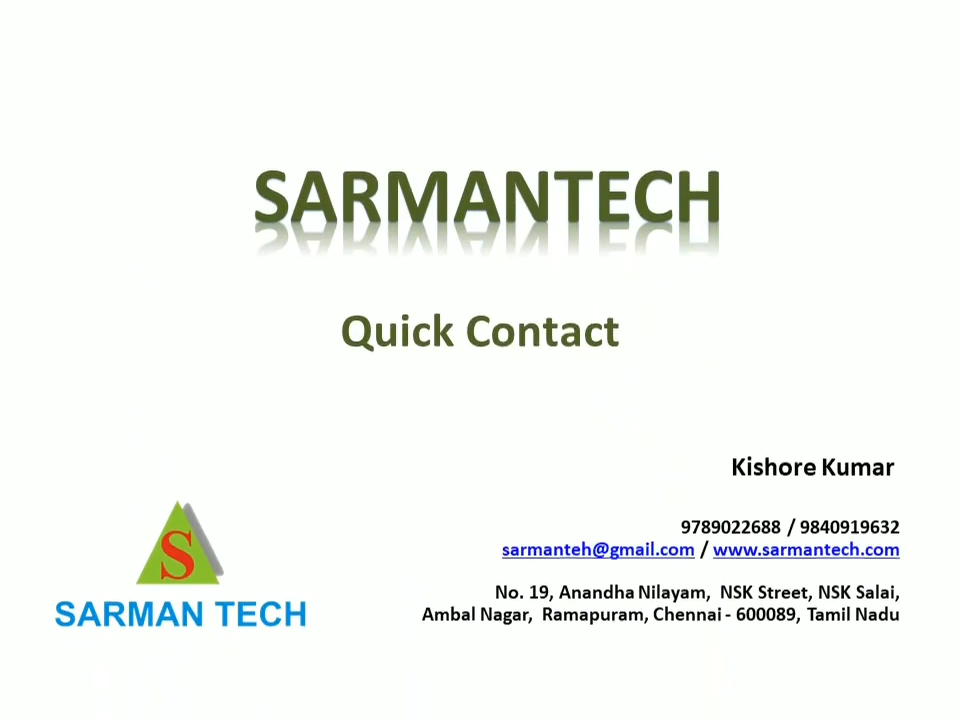 SARMANTECH
Quick Contact
Kishore Kumar
9789022688 / 9840919632
sarmanteh@gmail.com / www.sarmantech.com
No. 19, Anandha Nilayam, NSK Street, NSK Salai,
Ambal Nagar, Ramapuram, Chennai - 600089, Tamil Nadu
S
SARMAN TECH